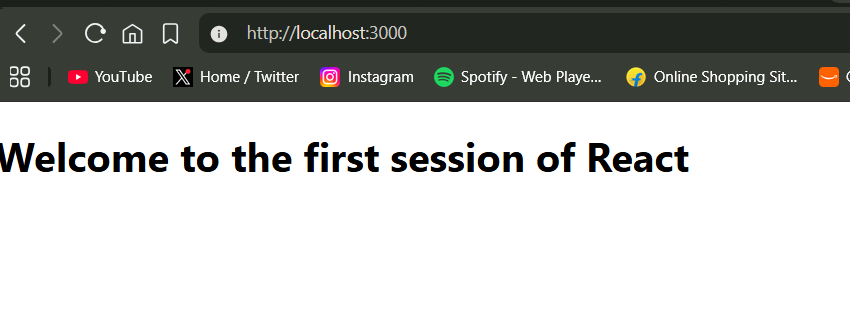 http://localhost:3000
YouTube Home / Twitter Instagram Spotify - Web Playe... Online Shopping Sit...
Welcome to the first session of React